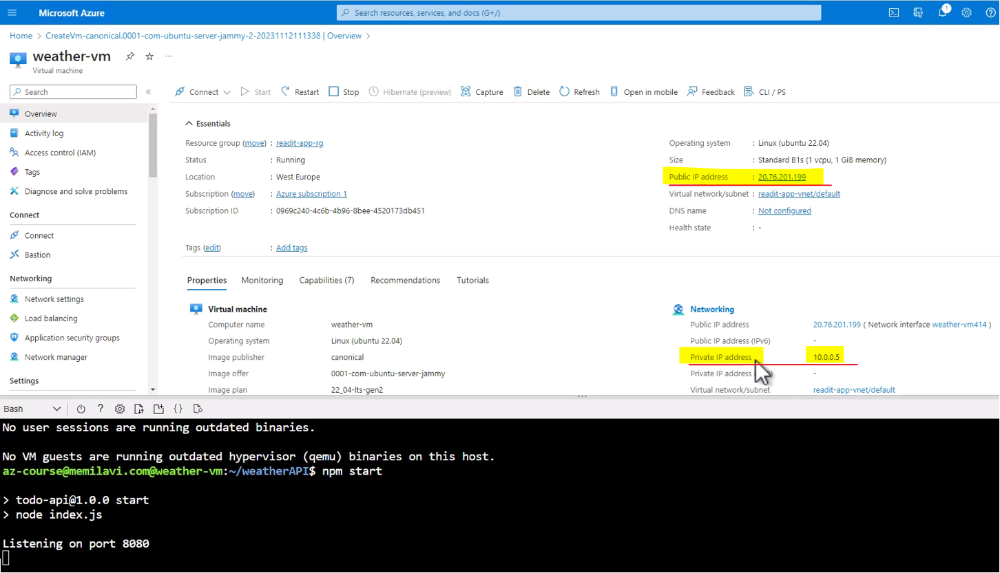 Microsoft Azure
Search resources, services, and docs (G+/)
1
Home > CreateVm-canonical.0001-com-ubuntu-server-jammy-2-20231112111338 | Overview >
weather-vm
Virtual machine
Search
Connect Start Restart Stop Hibernate (preview) Capture Delete Refresh Open in mobile Feedback CLI / PS
Overview
Activity log
Access control (IAM)
Tags
Diagnose and solve problems
Connect
Connect
Bastion
Networking
Network settings
Load balancing
Application security groups
Network manager
Settings
Essentials
Resource group (move) : readit-app-rg
Status : Running
Location : West Europe
Subscription (move) : Azure subscription 1
Subscription ID : 0969c240-4c6b-4b96-8bee-4520173db451
Tags (edit) : Add tags
Operating system : Linux (ubuntu 22.04)
Size : Standard B1s (1 vcpu, 1 GiB memory)
Public IP address : 20.76.201.199
Virtual network/subnet : readit-app-vnet/default
DNS name : Not configured
Health state : -
Properties Monitoring Capabilities (7) Recommendations Tutorials
Virtual machine
Computer name weather-vm
Operating system Linux (ubuntu 22.04)
Image publisher canonical
Image offer 0001-com-ubuntu-server-jammy
Image plan 22_04-lts-gen2
Networking
Public IP address 20.76.201.199 ( Network interface weather-vm414 )
Public IP address (IPv6) -
Private IP address 10.0.0.5
Private IP address -
Virtual network/subnet readit-app-vnet/default
Bash
No user sessions are running outdated binaries.
No VM guests are running outdated hypervisor (qemu) binaries on this host.
az-course@memilavi.com@weather-vm:~/weatherAPI$ npm start
> todo-api@1.0.0 start
> node index.js
Listening on port 8080